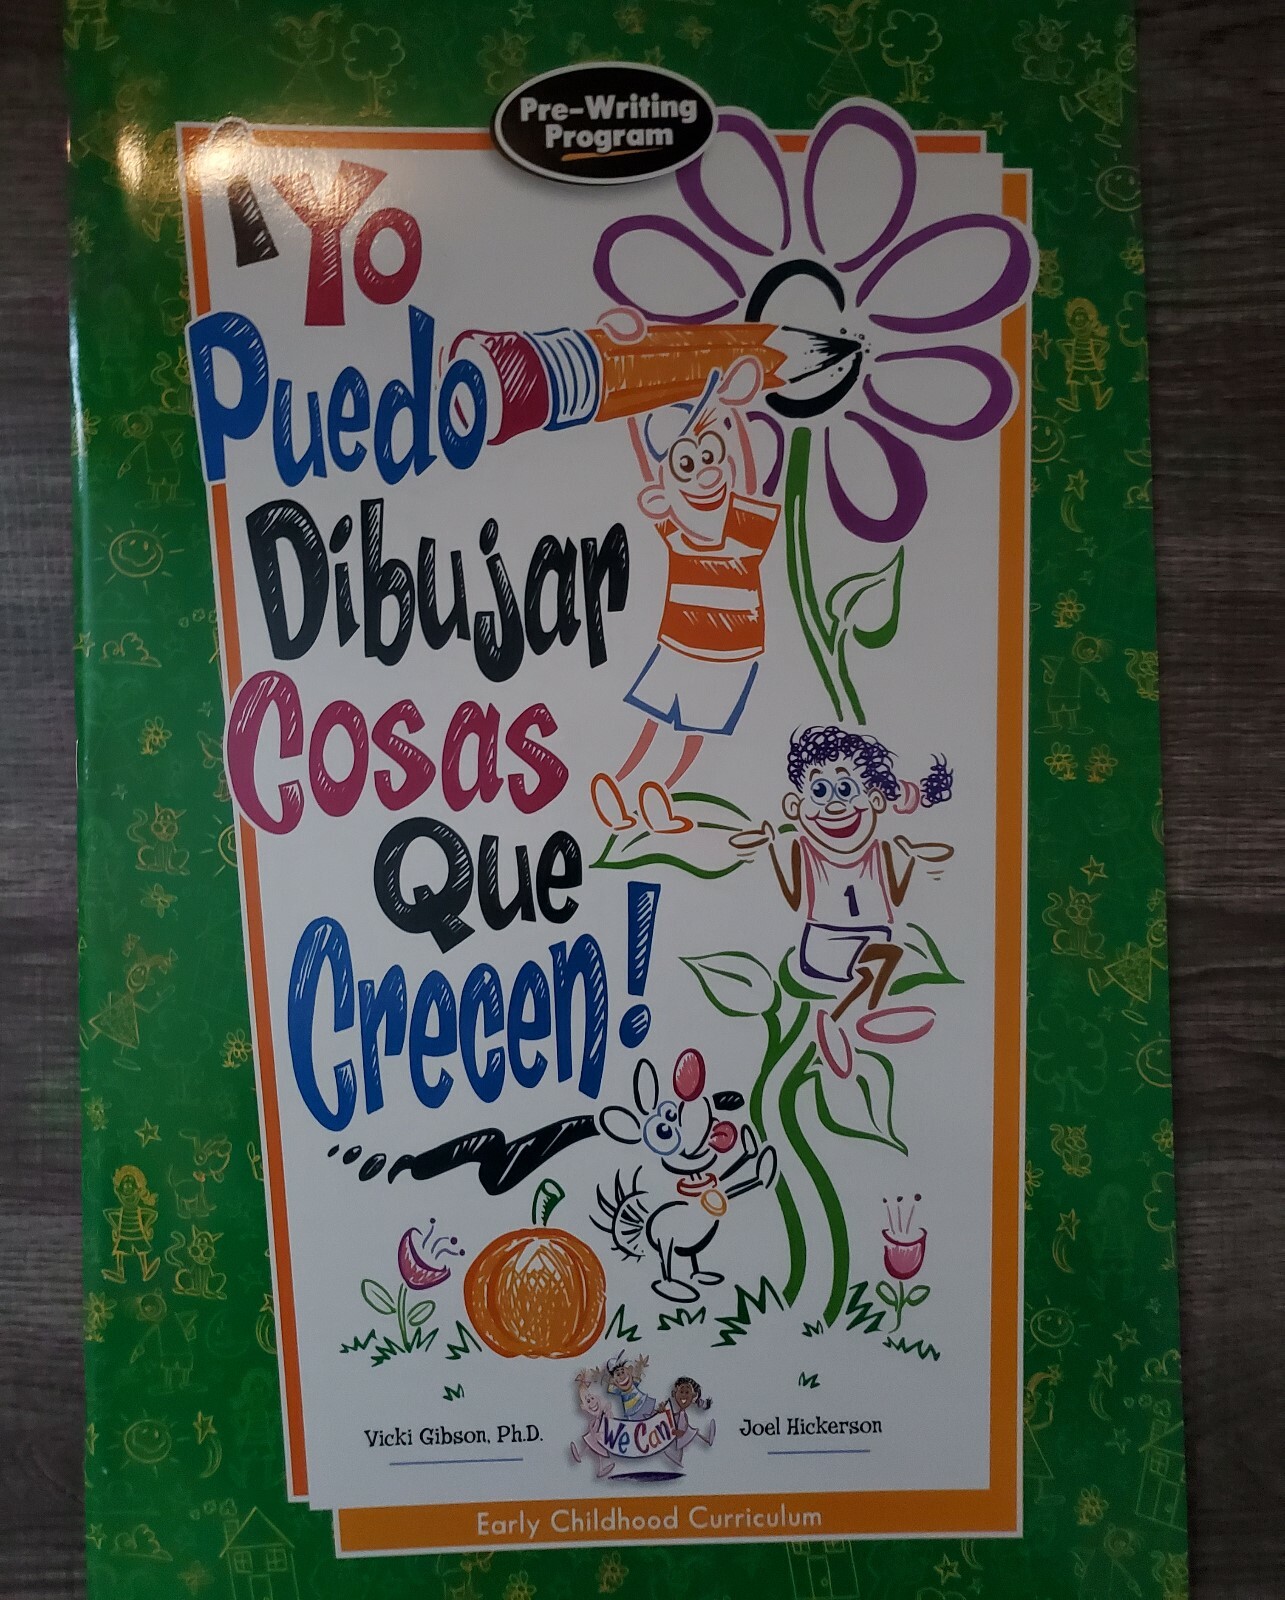 Pre-Writing
Program
¡Yo
Puedo
Dibujar
Cosas
Que
Crecen!
1
Vicki Gibson, Ph.D.
We Can!
Joel Hickerson
Early Childhood Curriculum